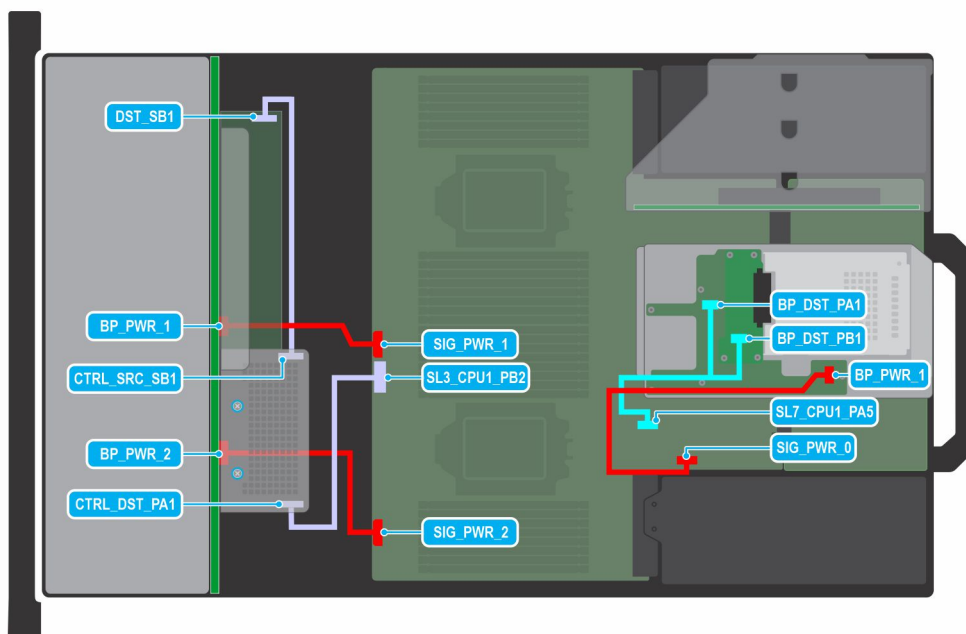 DST_SB1
BP_PWR_1
CTRL_SRC_SB1
BP_PWR_2
CTRL_DST_PA1
SIG_PWR_1
SL3_CPU1_PB2
SIG_PWR_2
BP_DST_PA1
BP_DST_PB1
BP_PWR_1
SL7_CPU1_PA5
SIG_PWR_0